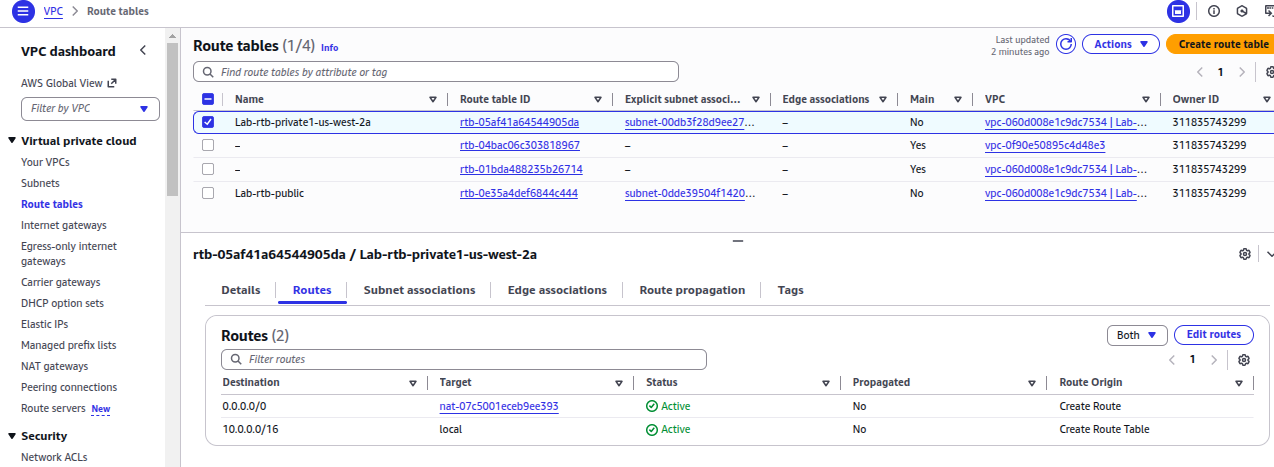 VPC > Route tables
VPC dashboard
AWS Global View
Filter by VPC
Virtual private cloud
Your VPCs
Subnets
Route tables
Internet gateways
Egress-only internet
gateways
Carrier gateways
DHCP option sets
Elastic IPs
Managed prefix lists
NAT gateways
Peering connections
Route servers New
Security
Network ACLs
Route tables (1/4) Info
Last updated
2 minutes ago
Actions
Create route table
Find route tables by attribute or tag
1
Name Route table ID Explicit subnet associ... Edge associations Main VPC Owner ID
Lab-rtb-private1-us-west-2a rtb-05af41a64544905da subnet-00db3f28d9ee27... – No vpc-060d008e1c9dc7534 | Lab-... 311835743299
– rtb-04bac06c303818967 – – Yes vpc-0f90e50895c4d48e3 311835743299
– rtb-01bda488235b26714 – – Yes vpc-060d008e1c9dc7534 | Lab-... 311835743299
Lab-rtb-public rtb-0e35a4def6844c444 subnet-0dde39504f1420... – No vpc-060d008e1c9dc7534 | Lab-... 311835743299
rtb-05af41a64544905da / Lab-rtb-private1-us-west-2a
Details Routes Subnet associations Edge associations Route propagation Tags
Routes (2)
Both
Edit routes
Filter routes
1
Destination Target Status Propagated Route Origin
0.0.0.0/0 nat-07c5001eceb9ee393 Active No Create Route
10.0.0.0/16 local Active No Create Route Table